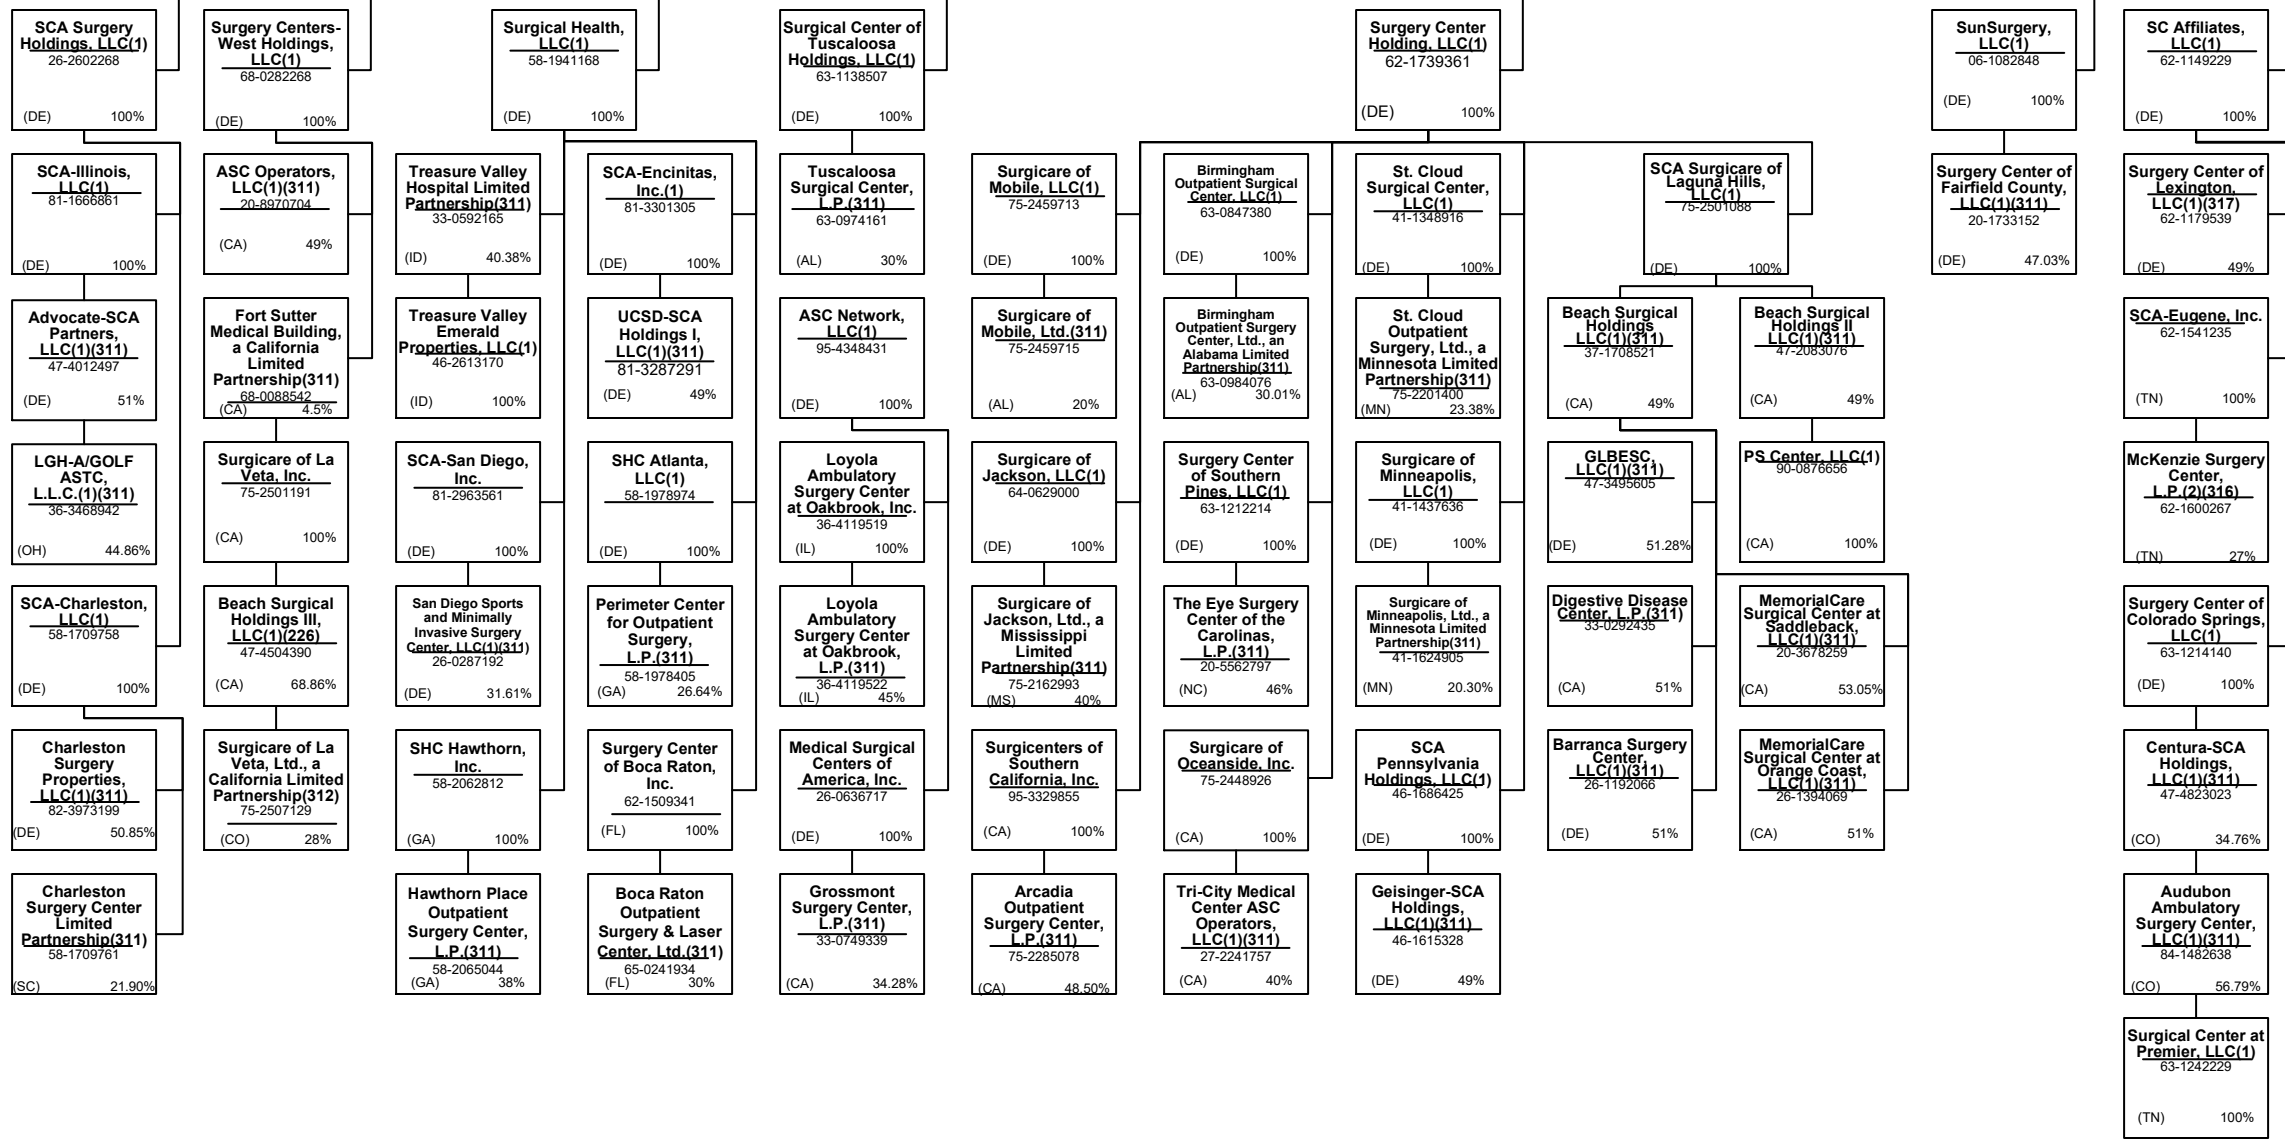 SCA Surgery
Holdings, LLC(1)
26-2602268
(DE) 100%
Surgery Centers-
West Holdings,
LLC(1)
68-0282268
(DE) 100%
Surgical Health,
LLC(1)
58-1941168
(DE) 100%
Surgical Center of
Tuscaloosa
Holdings, LLC(1)
63-1138507
(DE) 100%
Surgery Center
Holding, LLC(1)
62-1739361
(DE) 100%
SunSurgery,
LLC(1)
06-1082848
(DE) 100%
SC Affiliates,
LLC(1)
62-1149229
(DE) 100%
SCA-Illinois,
LLC(1)
81-1666861
(DE) 100%
ASC Operators,
LLC(1)(311)
20-8970704
(CA) 49%
Treasure Valley
Hospital Limited
Partnership(311)
33-0592165
(ID) 40.38%
SCA-Encinitas,
Inc.(1)
81-3301305
(DE) 100%
Tuscaloosa
Surgical Center,
L.P.(311)
63-0974161
(AL) 30%
Surgicare of
Mobile, LLC(1)
75-2459713
(DE) 100%
Birmingham
Outpatient Surgical
Center, LLC(1)
63-0847380
(DE) 100%
St. Cloud
Surgical Center,
LLC(1)
41-1348916
(DE) 100%
SCA Surgicare of
Laguna Hills,
LLC(1)
75-2501088
(DE) 100%
Surgery Center of
Fairfield County,
LLC(1)(311)
20-1733152
(DE) 47.03%
Surgery Center of
Lexington,
LLC(1)(317)
62-1179539
(DE) 49%
Advocate-SCA
Partners,
LLC(1)(311)
47-4012497
(DE) 51%
Fort Sutter
Medical Building,
a California
Limited
Partnership(311)
68-0088542
(CA) 4.5%
Treasure Valley
Emerald
Properties, LLC(1)
46-2613170
(ID) 100%
UCSD-SCA
Holdings I,
LLC(1)(311)
81-3287291
(DE) 49%
ASC Network,
LLC(1)
95-4348431
(DE) 100%
Surgicare of
Mobile, Ltd.(311)
75-2459715
(AL) 20%
Birmingham
Outpatient Surgery
Center, Ltd., an
Alabama Limited
Partnership(311)
63-0984076
(AL) 30.01%
St. Cloud
Outpatient
Surgery, Ltd., a
Minnesota Limited
Partnership(311)
75-2201400
(MN) 23.38%
Beach Surgical
Holdings
LLC(1)(311)
37-1708521
(CA) 49%
Beach Surgical
Holdings II
LLC(1)(311)
47-2083076
(CA) 49%
SCA-Eugene, Inc.
62-1541235
(TN) 100%
LGH-A/GOLF
ASTC,
L.L.C.(1)(311)
36-3468942
(OH) 44.86%
Surgicare of La
Veta, Inc.
75-2501191
(CA) 100%
SCA-San Diego,
Inc.
81-2963561
(DE) 100%
SHC Atlanta,
LLC(1)
58-1978974
(DE) 100%
Loyola
Ambulatory
Surgery Center
at Oakbrook, Inc.
36-4119519
(IL) 100%
Surgicare of
Jackson, LLC(1)
64-0629000
(DE) 100%
Surgery Center
of Southern
Pines, LLC(1)
63-1212214
(DE) 100%
Surgicare of
Minneapolis,
LLC(1)
41-1437636
(DE) 100%
GLBESC,
LLC(1)(311)
47-3495605
(DE) 51.28%
PS Center, LLC(1)
90-0876656
(CA) 100%
McKenzie Surgery
Center,
L.P.(2)(316)
62-1600267
(TN) 27%
SCA-Charleston,
LLC(1)
58-1709758
(DE) 100%
Beach Surgical
Holdings III,
LLC(1)(226)
47-4504390
(CA) 68.86%
San Diego Sports
and Minimally
Invasive Surgery
Center, LLC(1)(311)
26-0287192
(DE) 31.61%
Perimeter Center
for Outpatient
Surgery,
L.P.(311)
58-1978405
(GA) 26.64%
Loyola
Ambulatory
Surgery Center
at Oakbrook,
L.P.(311)
36-4119522
(IL) 45%
Surgicare of
Jackson, Ltd., a
Mississippi
Limited
Partnership(311)
75-2162993
(MS) 40%
The Eye Surgery
Center of the
Carolinas,
L.P.(311)
20-5562797
(NC) 46%
Surgicare of
Minneapolis, Ltd., a
Minnesota Limited
Partnership(311)
41-1624905
(MN) 20.30%
Digestive Disease
Center, L.P.(311)
33-0292435
(CA) 51%
MemorialCare
Surgical Center at
Saddleback,
LLC(1)(311)
20-3678259
(CA) 53.05%
Surgery Center of
Colorado Springs,
LLC(1)
63-1214140
(DE) 100%
Charleston
Surgery
Properties,
LLC(1)(311)
82-3973199
(DE) 50.85%
Surgicare of La
Veta, Ltd., a
California Limited
Partnership(312)
75-2507129
(CO) 28%
SHC Hawthorn,
Inc.
58-2062812
(GA) 100%
Surgery Center
of Boca Raton,
Inc.
62-1509341
(FL) 100%
Medical Surgical
Centers of
America, Inc.
26-0636717
(DE) 100%
Surgicenters of
Southern
California, Inc.
95-3329855
(CA) 100%
Surgicare of
Oceanside, Inc.
75-2448926
(CA) 100%
SCA
Pennsylvania
Holdings, LLC(1)
46-1686425
(DE) 100%
Barranca Surgery
Center,
LLC(1)(311)
26-1192066
(DE) 51%
MemorialCare
Surgical Center at
Orange Coast,
LLC(1)(311)
26-1394069
(CA) 51%
Centura-SCA
Holdings,
LLC(1)(311)
47-4823023
(CO) 34.76%
Charleston
Surgery Center
Limited
Partnership(311)
58-1709761
(SC) 21.90%
Hawthorn Place
Outpatient
Surgery Center,
L.P.(311)
58-2065044
(GA) 38%
Boca Raton
Outpatient
Surgery & Laser
Center, Ltd.(311)
65-0241934
(FL) 30%
Grossmont
Surgery Center,
L.P.(311)
33-0749339
(CA) 34.28%
Arcadia
Outpatient
Surgery Center,
L.P.(311)
75-2285078
(CA) 48.50%
Tri-City Medical
Center ASC
Operators,
LLC(1)(311)
27-2241757
(CA) 40%
Geisinger-SCA
Holdings,
LLC(1)(311)
46-1615328
(DE) 49%
Audubon
Ambulatory
Surgery Center,
LLC(1)(311)
84-1482638
(CO) 56.79%
Surgical Center at
Premier, LLC(1)
63-1242229
(TN) 100%